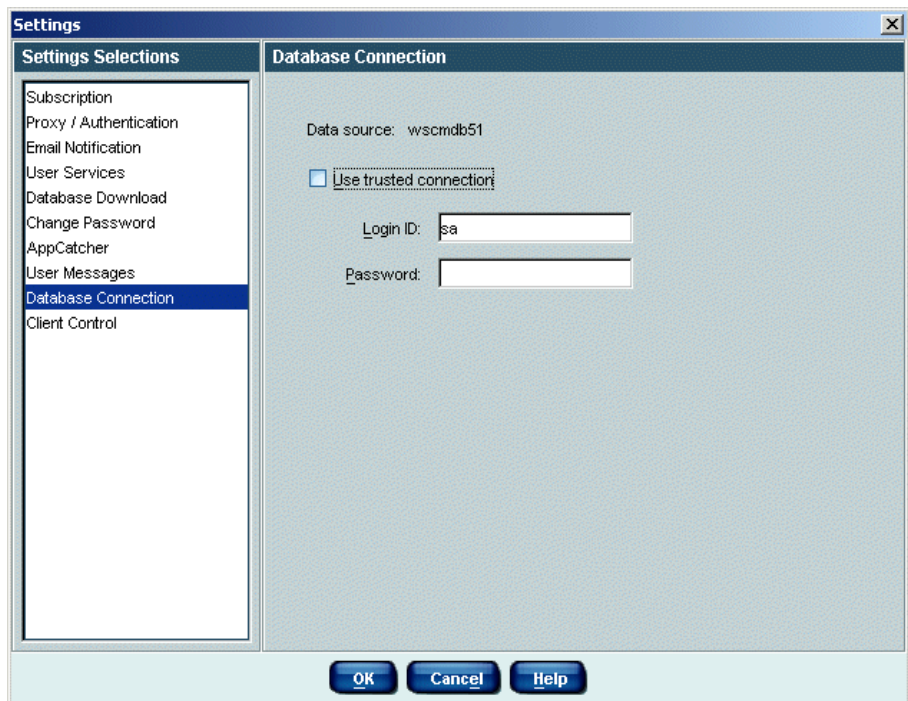 Settings
Settings Selections
Subscription
Proxy / Authentication
Email Notification
User Services
Database Download
Change Password
AppCatcher
User Messages
Database Connection
Client Control
Database Connection
Data source: wscmdb51
Use trusted connection
Login ID: sa
Password:
OK Cancel Help